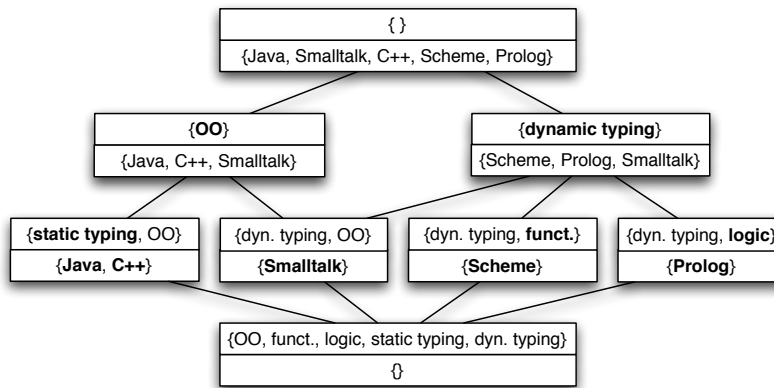 { }
{Java, Smalltalk, C++, Scheme, Prolog}
{OO}
{Java, C++, Smalltalk}
{dynamic typing}
{Scheme, Prolog, Smalltalk}
{static typing, OO}
{Java, C++}
{dyn. typing, OO}
{Smalltalk}
{dyn. typing, funct.}
{Scheme}
{dyn. typing, logic}
{Prolog}
{OO, funct., logic, static typing, dyn. typing}
{}